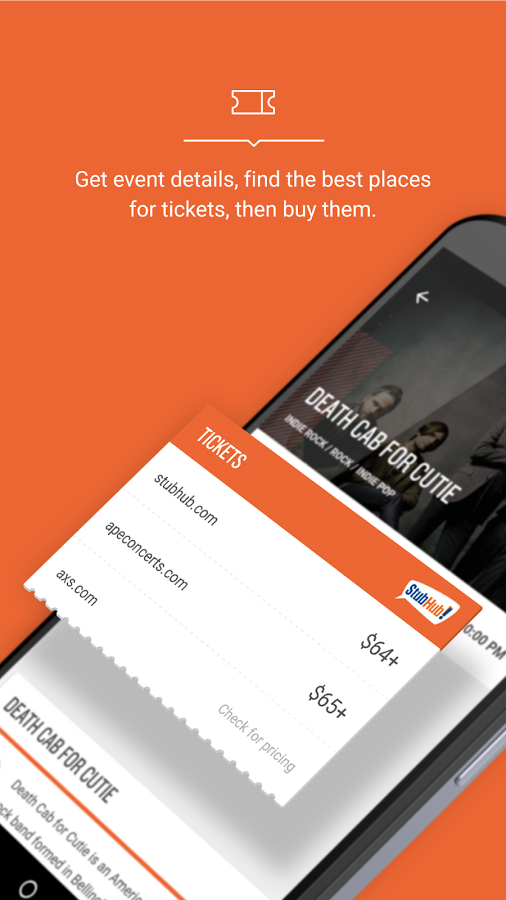 Get event details, find the best places
for tickets, then buy them.
DEATH CAB FOR CUTIE
INDIE ROCK / ROCK / INDIE POP
TICKETS
StubHub!
stubhub.com
$64+
apeconcerts.com
$65+
axs.com
Check for pricing
0:00 PM
DEATH CAB FOR CUTIE
Death Cab for Cutie is an Ameri
ck band formed in Belling